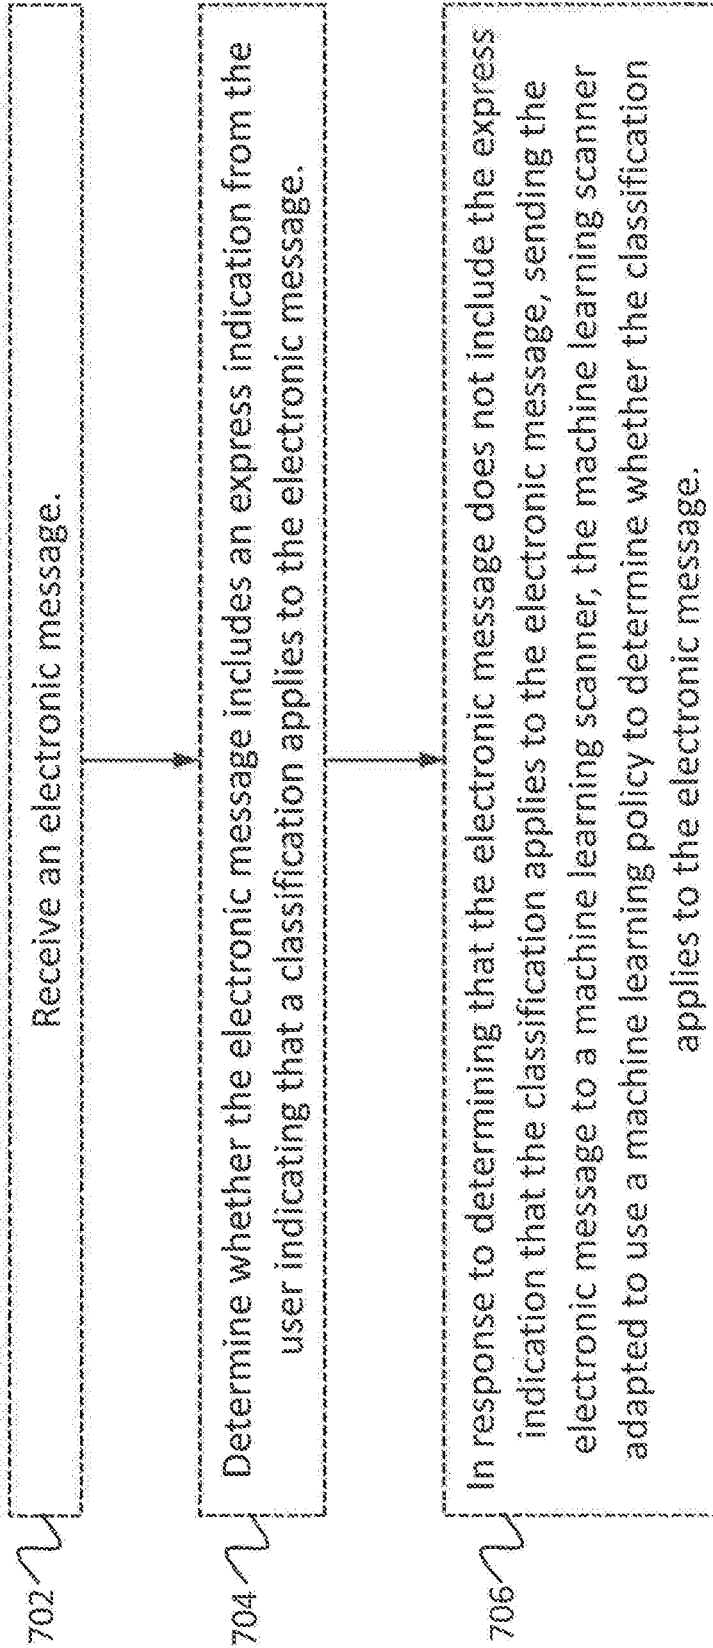 702
Receive an electronic message.
704
Determine whether the electronic message includes an express indication from the
user indicating that a classification applies to the electronic message.
706
In response to determining that the electronic message does not include the express
indication that the classification applies to the electronic message, sending the
electronic message to a machine learning scanner, the machine learning scanner
adapted to use a machine learning policy to determine whether the classification
applies to the electronic message.